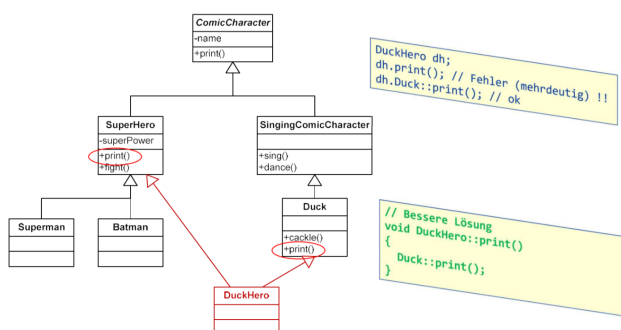 ComicCharacter
-name
+print()
SuperHero
-superPower
+print()
+fight()
SingingComicCharacter
+sing()
+dance()
Superman
Batman
Duck
+cackle()
+print()
DuckHero
DuckHero dh;
dh.print(); // Fehler (mehrdeutig) !!
dh.Duck::print(); // ok
// Bessere Lösung
void DuckHero::print()
{
Duck::print();
}